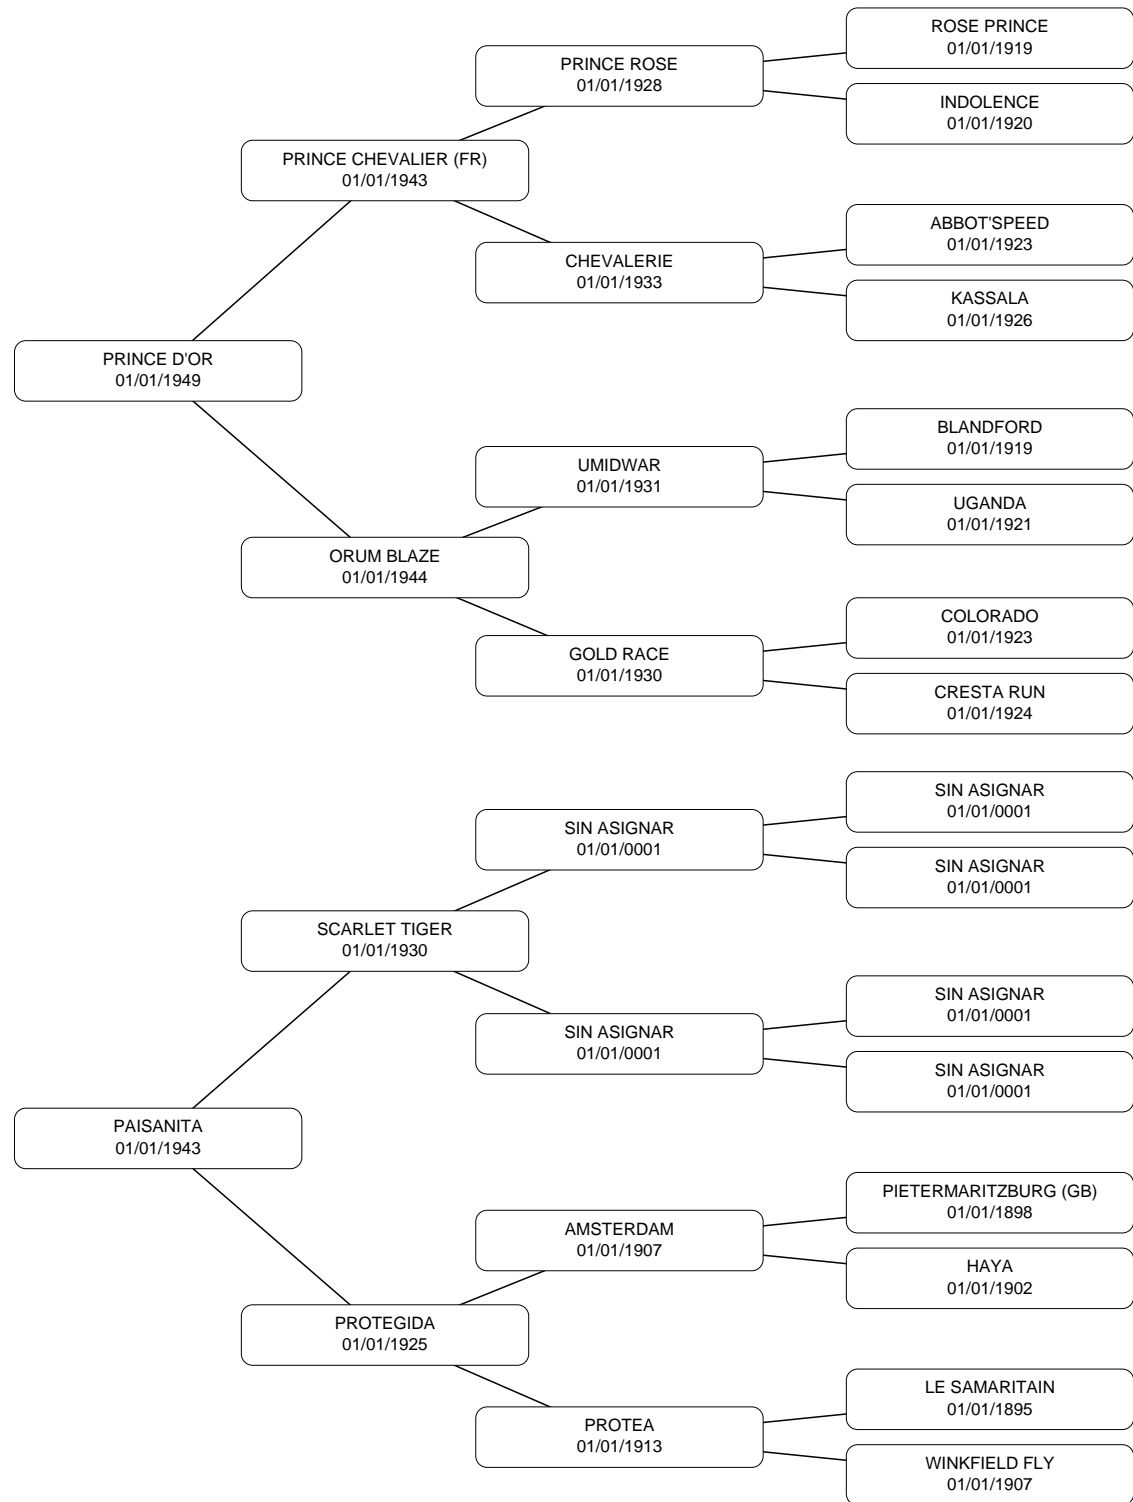 ROSE PRINCE
01/01/1919
PRINCE ROSE
01/01/1928
INDOLENCE
01/01/1920
PRINCE CHEVALIER (FR)
01/01/1943
ABBOT'SPEED
01/01/1923
CHEVALERIE
01/01/1933
KASSALA
01/01/1926
PRINCE D'OR
01/01/1949
BLANDFORD
01/01/1919
UMIDWAR
01/01/1931
UGANDA
01/01/1921
ORUM BLAZE
01/01/1944
COLORADO
01/01/1923
GOLD RACE
01/01/1930
CRESTA RUN
01/01/1924
SIN ASIGNAR
01/01/0001
SIN ASIGNAR
01/01/0001
SIN ASIGNAR
01/01/0001
SCARLET TIGER
01/01/1930
SIN ASIGNAR
01/01/0001
SIN ASIGNAR
01/01/0001
SIN ASIGNAR
01/01/0001
PAISANITA
01/01/1943
PIETERMARITZBURG (GB)
01/01/1898
AMSTERDAM
01/01/1907
HAYA
01/01/1902
PROTEGIDA
01/01/1925
LE SAMARITAIN
01/01/1895
PROTEA
01/01/1913
WINKFIELD FLY
01/01/1907